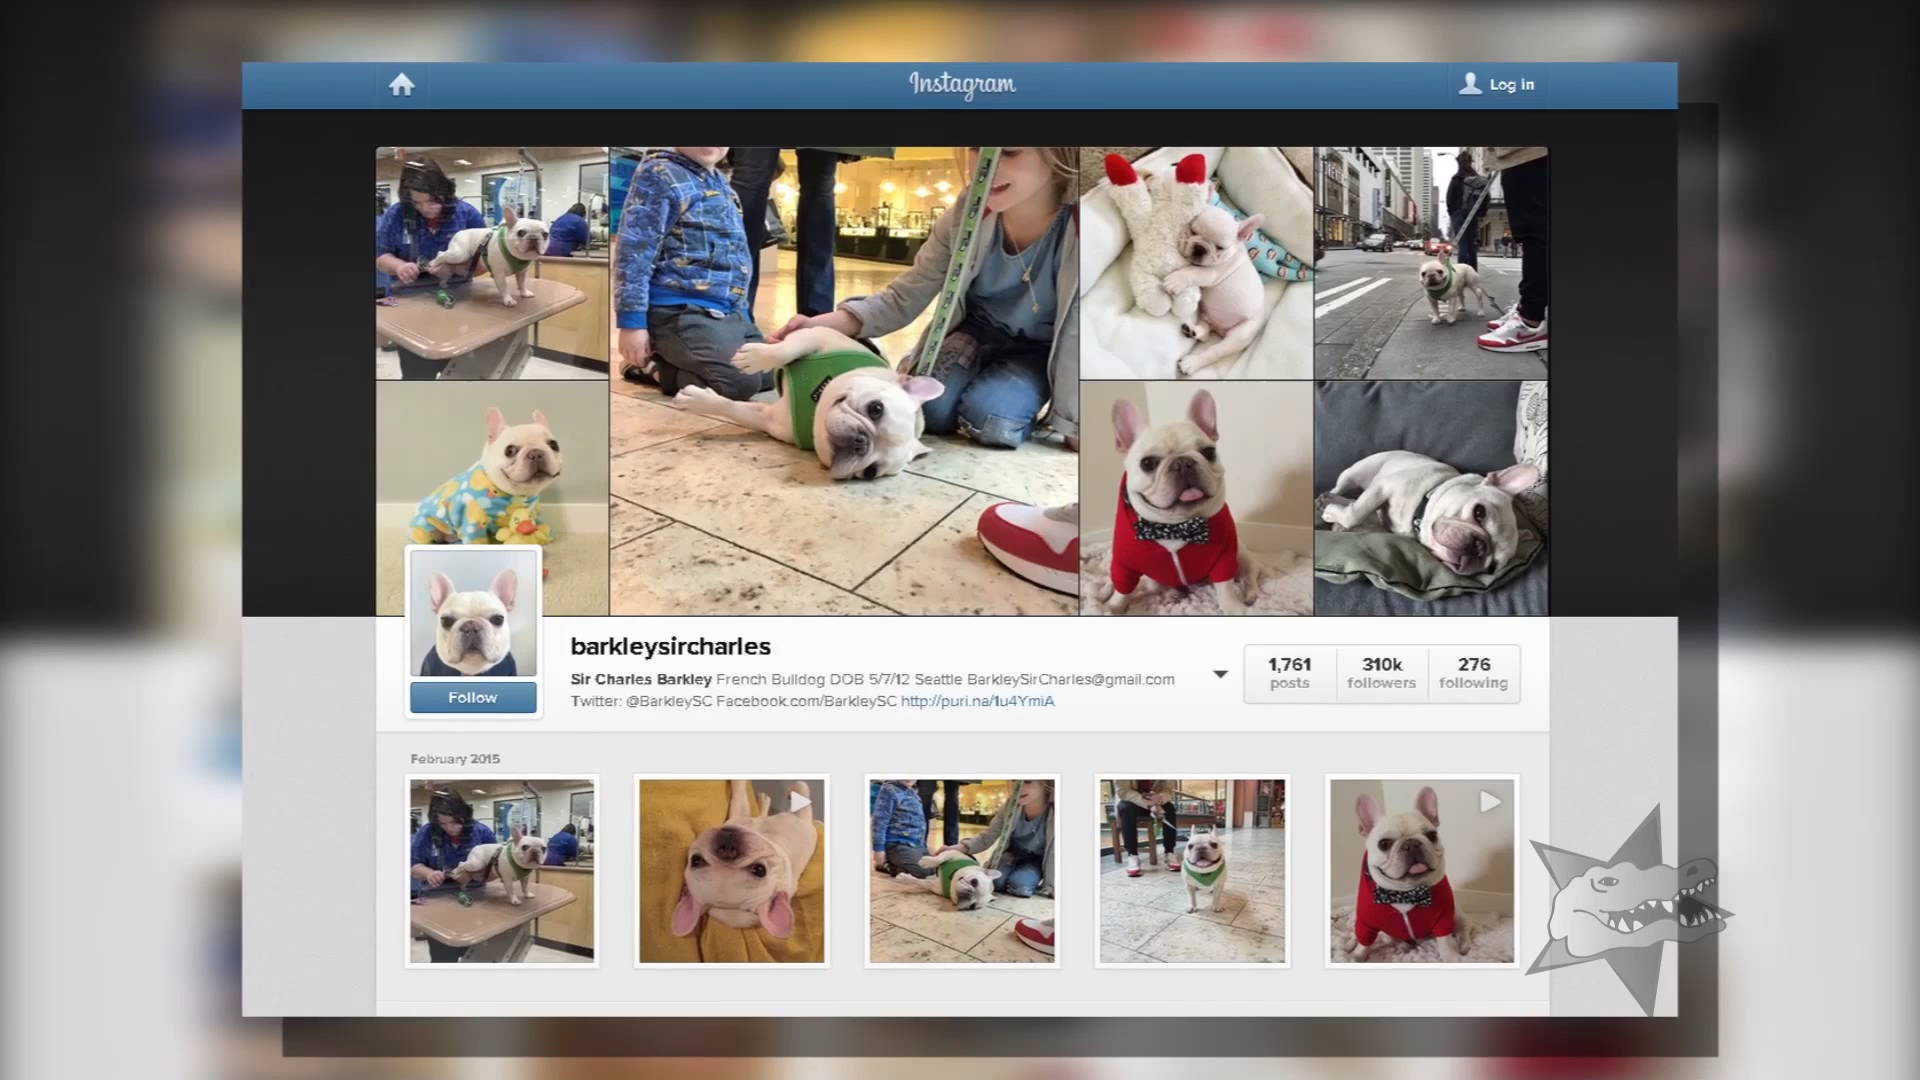 Instagram
Log in
barkleysircharles
Sir Charles Barkley French Bulldog DOB 5/7/12 Seattle BarkleySirCharles@gmail.com
Twitter: @BarkleySC Facebook.com/BarkleySC http://puri.na/1u4YmiA
1,761 posts
310k followers
276 following
Follow
February 2015